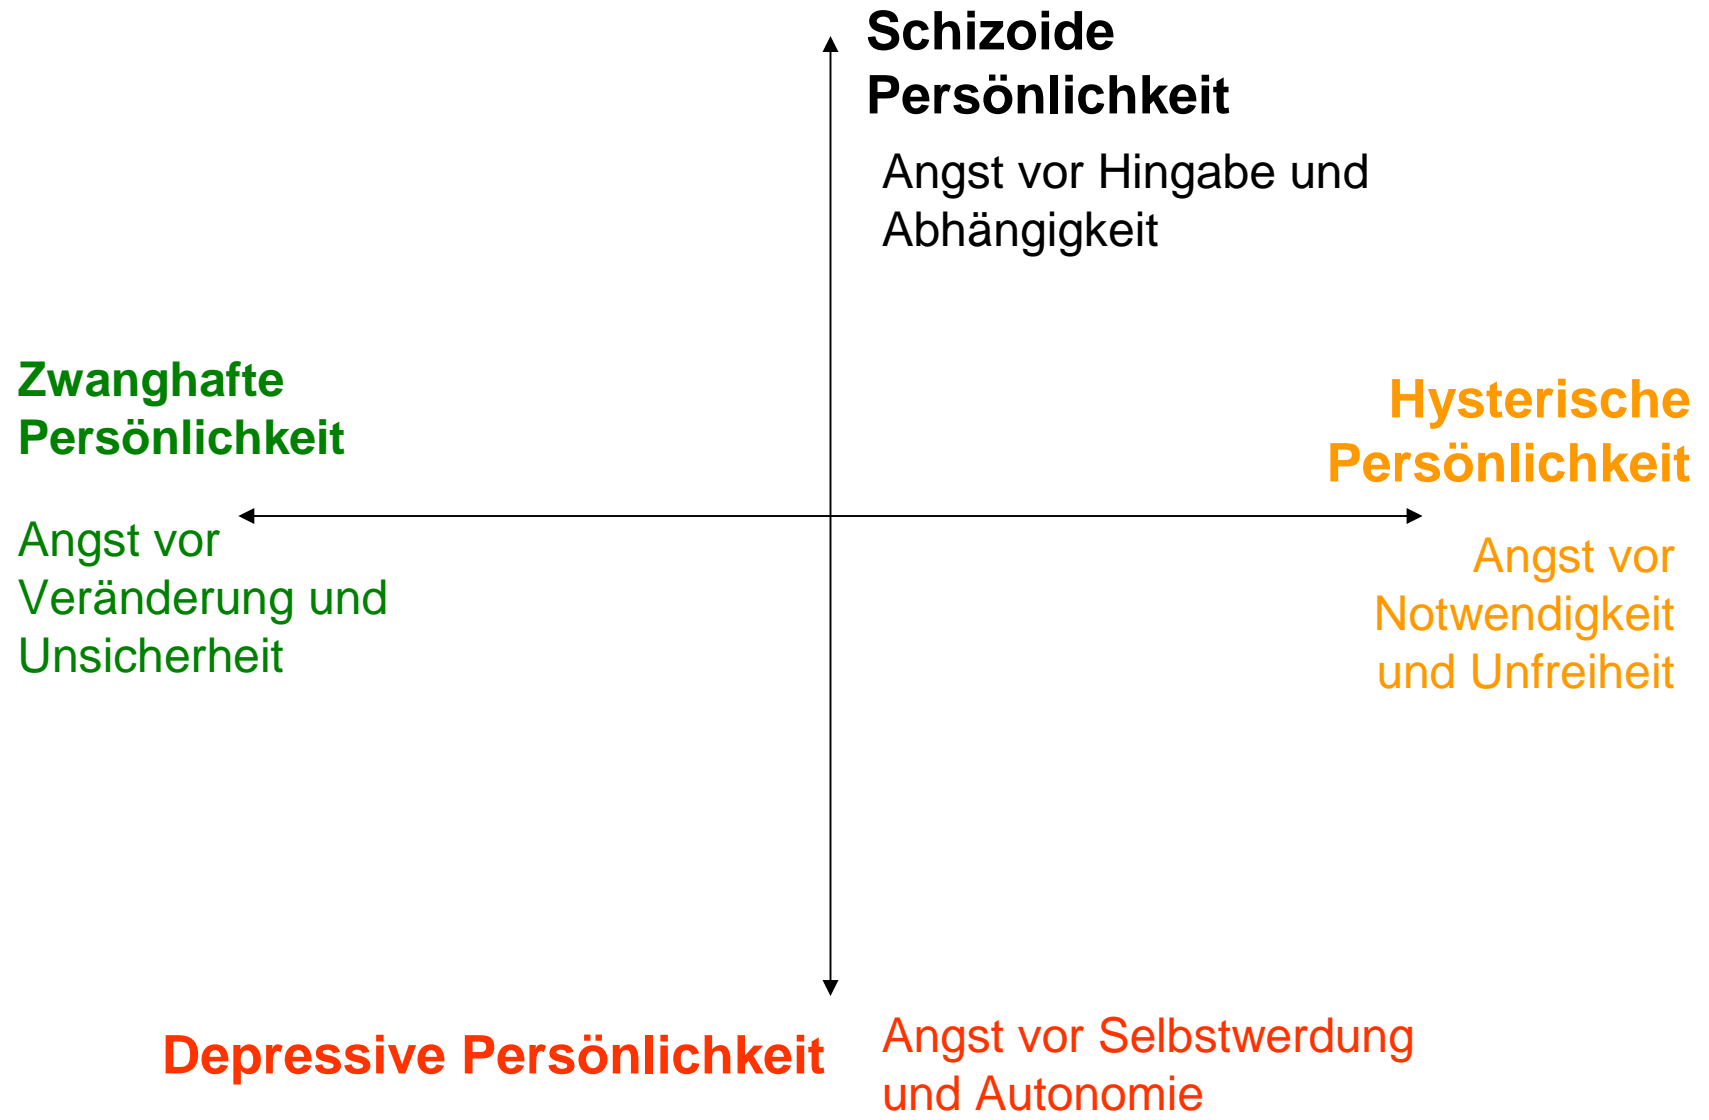 Schizoide
Persönlichkeit
Angst vor Hingabe und
Abhängigkeit
Zwanghafte
Persönlichkeit
Angst vor
Veränderung und
Unsicherheit
Hysterische
Persönlichkeit
Angst vor
Notwendigkeit
und Unfreiheit
Depressive Persönlichkeit
Angst vor Selbstwerdung
und Autonomie